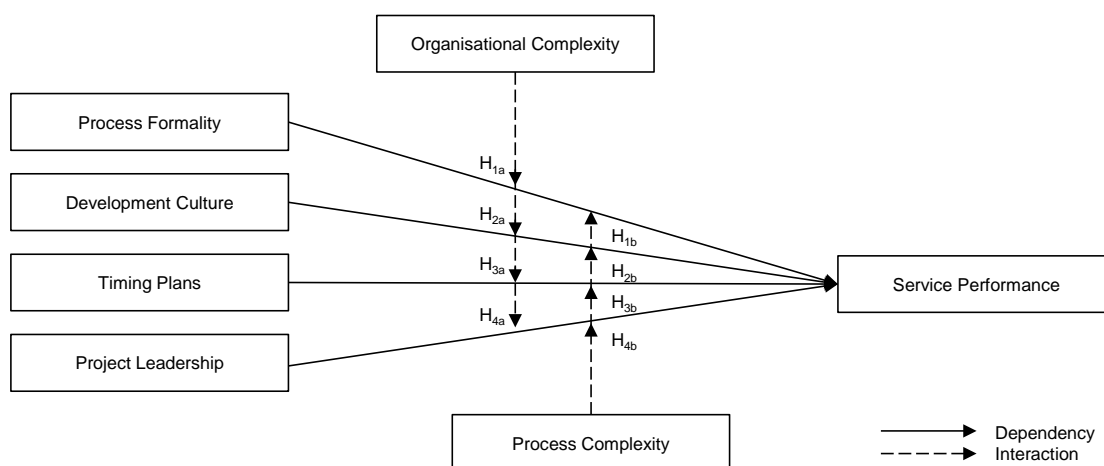 Organisational Complexity
Process Formality
H1a
Development Culture
H2a
H1b
Timing Plans
H3a
H2b
Service Performance
H4a
H3b
H4b
Project Leadership
Process Complexity
Dependency
Interaction